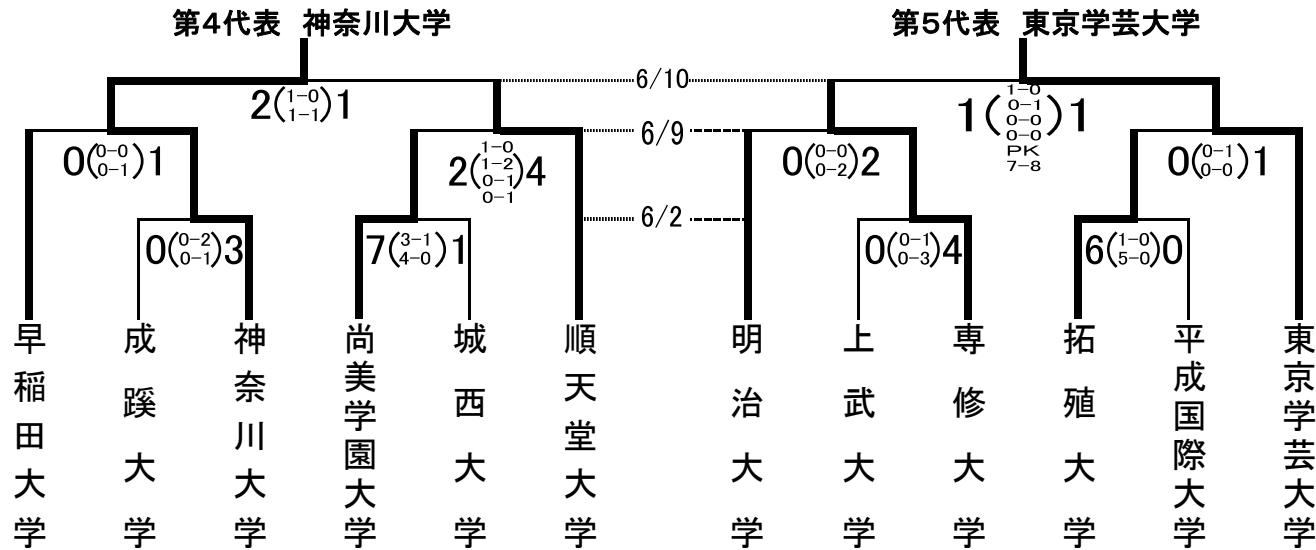 第4代表　神奈川大学
第5代表　東京学芸大学
6/10
2(1-0 1-1)1
1(1-0 0-1 0-0 0-0 PK 7-8)1
6/9
0(0-0 0-1)1
2(1-0 1-2 0-1 0-1)4
0(0-0 0-2)2
0(0-1 0-0)1
6/2
0(0-2 0-1)3
7(3-1 4-0)1
0(0-1 0-3)4
6(1-0 5-0)0
早稲田大学
成蹊大学
神奈川大学
尚美学園大学
城西大学
順天堂大学
明治大学
上武大学
専修大学
拓殖大学
平成国際大学
東京学芸大学